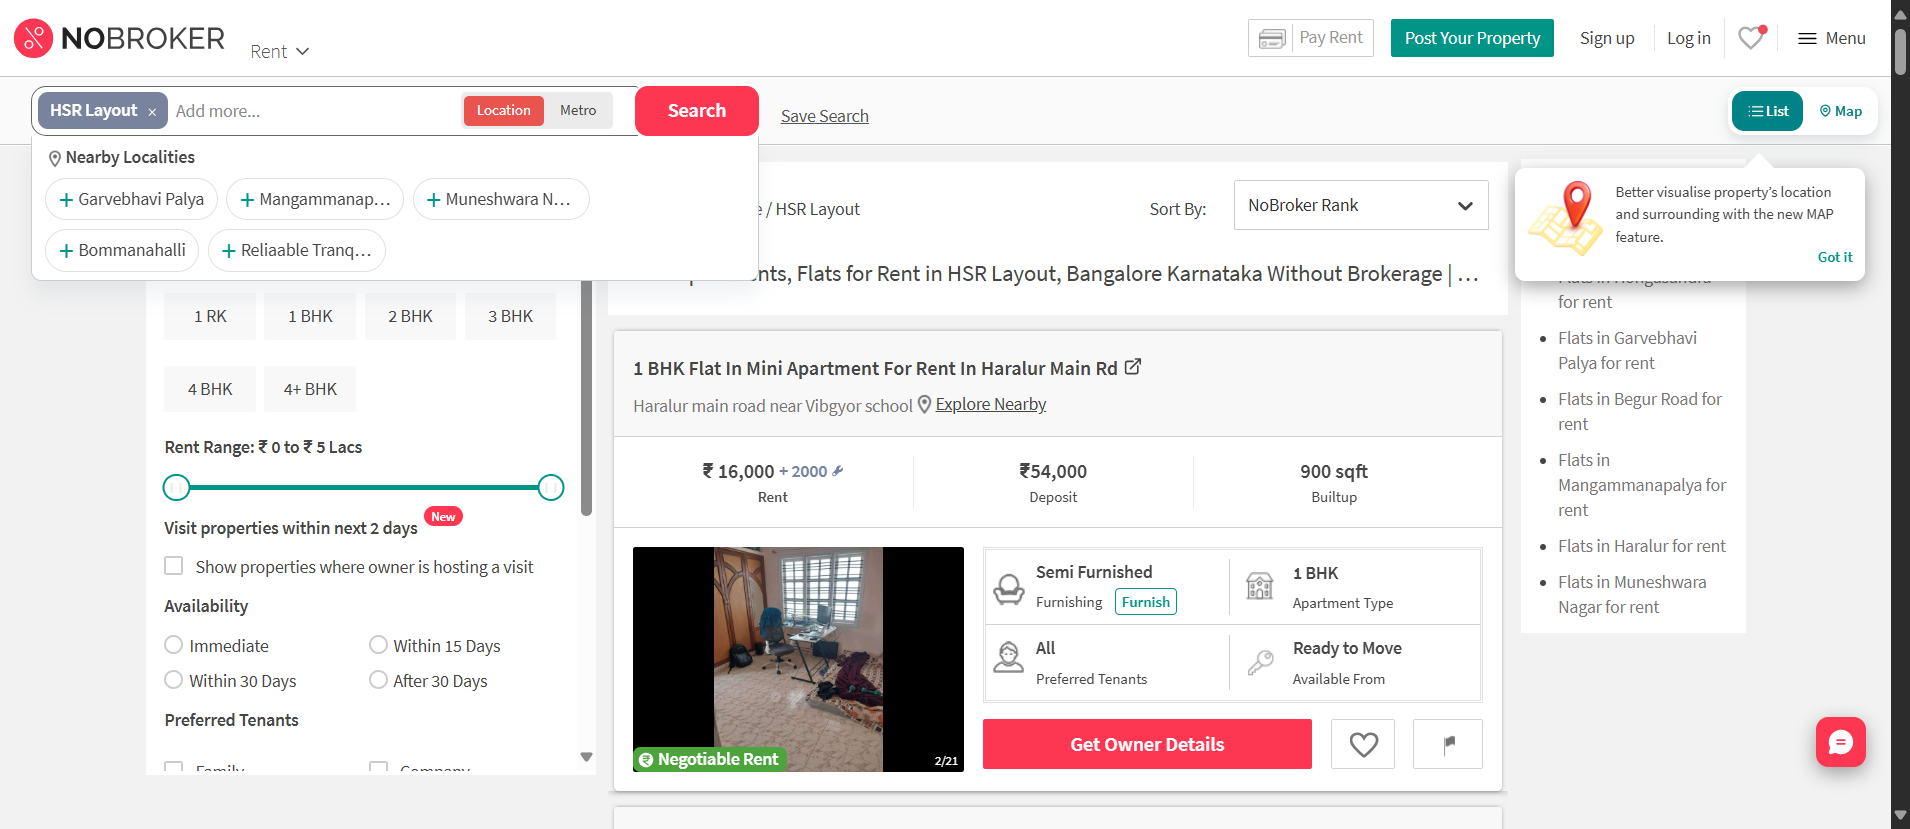 NOBROKER
Rent
Pay Rent
Post Your Property
Sign up
Log in
Menu
HSR Layout ×
Add more...
Location
Metro
Search
Save Search
List
Map
Nearby Localities
+ Garvebhavi Palya
+ Mangammanap...
+ Muneshwara N...
+ Bommanahalli
+ Reliaable Tranq...
/ HSR Layout
Sort By:
NoBroker Rank
Better visualise property's location
and surrounding with the new MAP
feature.
Got it
nts, Flats for Rent in HSR Layout, Bangalore Karnataka Without Brokerage | ...
1 RK
1 BHK
2 BHK
3 BHK
4 BHK
4+ BHK
Rent Range: ₹ 0 to ₹ 5 Lacs
Visit properties within next 2 days
New
Show properties where owner is hosting a visit
Availability
Immediate
Within 15 Days
Within 30 Days
After 30 Days
Preferred Tenants
Family
Company
1 BHK Flat In Mini Apartment For Rent In Haralur Main Rd
Haralur main road near Vibgyor school
Explore Nearby
₹ 16,000 + 2000
Rent
₹54,000
Deposit
900 sqft
Builtup
Negotiable Rent
2/21
Semi Furnished
Furnishing
Furnish
1 BHK
Apartment Type
All
Preferred Tenants
Ready to Move
Available From
Get Owner Details
for rent
Flats in Garvebhavi
Palya for rent
Flats in Begur Road for
rent
Flats in
Mangammanapalya for
rent
Flats in Haralur for rent
Flats in Muneshwara
Nagar for rent